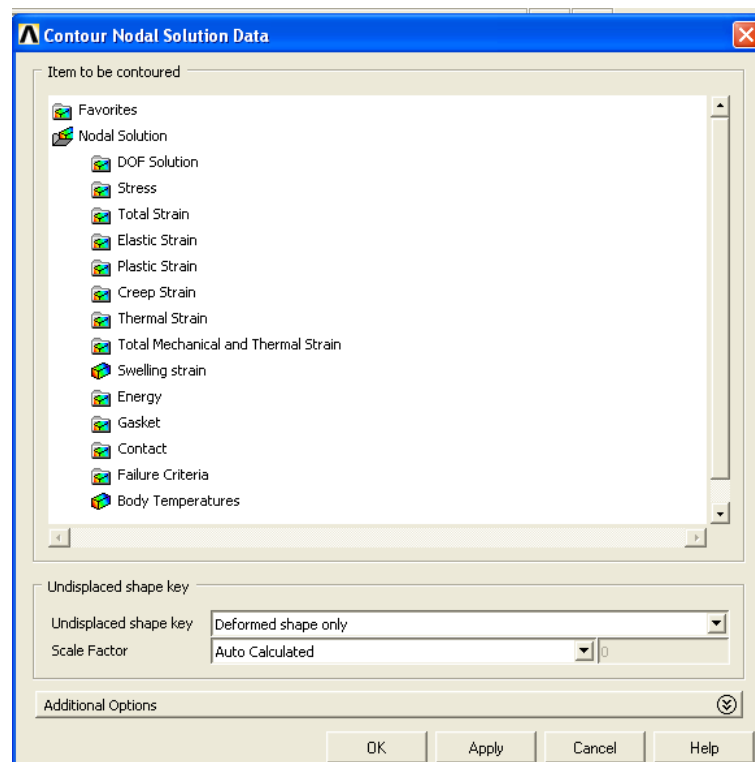 Contour Nodal Solution Data
Item to be contoured
Favorites
Nodal Solution
DOF Solution
Stress
Total Strain
Elastic Strain
Plastic Strain
Creep Strain
Thermal Strain
Total Mechanical and Thermal Strain
Swelling strain
Energy
Gasket
Contact
Failure Criteria
Body Temperatures
Undisplaced shape key
Undisplaced shape key Deformed shape only
Scale Factor Auto Calculated 0
Additional Options
OK Apply Cancel Help